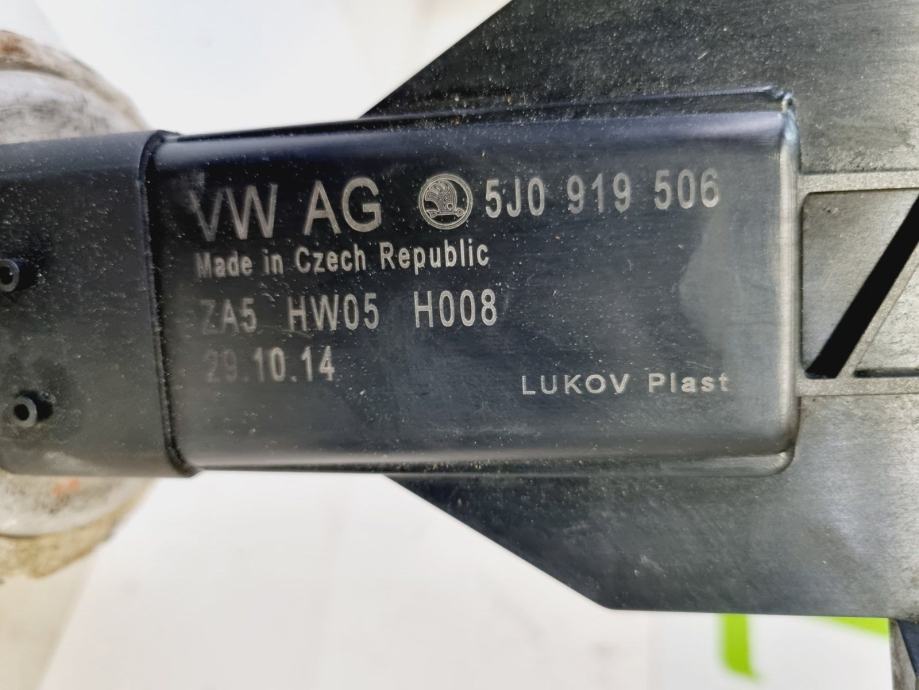 VW AG 5J0 919 506
Made in Czech Republic
ZA5 HW05 H008
29.10.14
LUKOV Plast